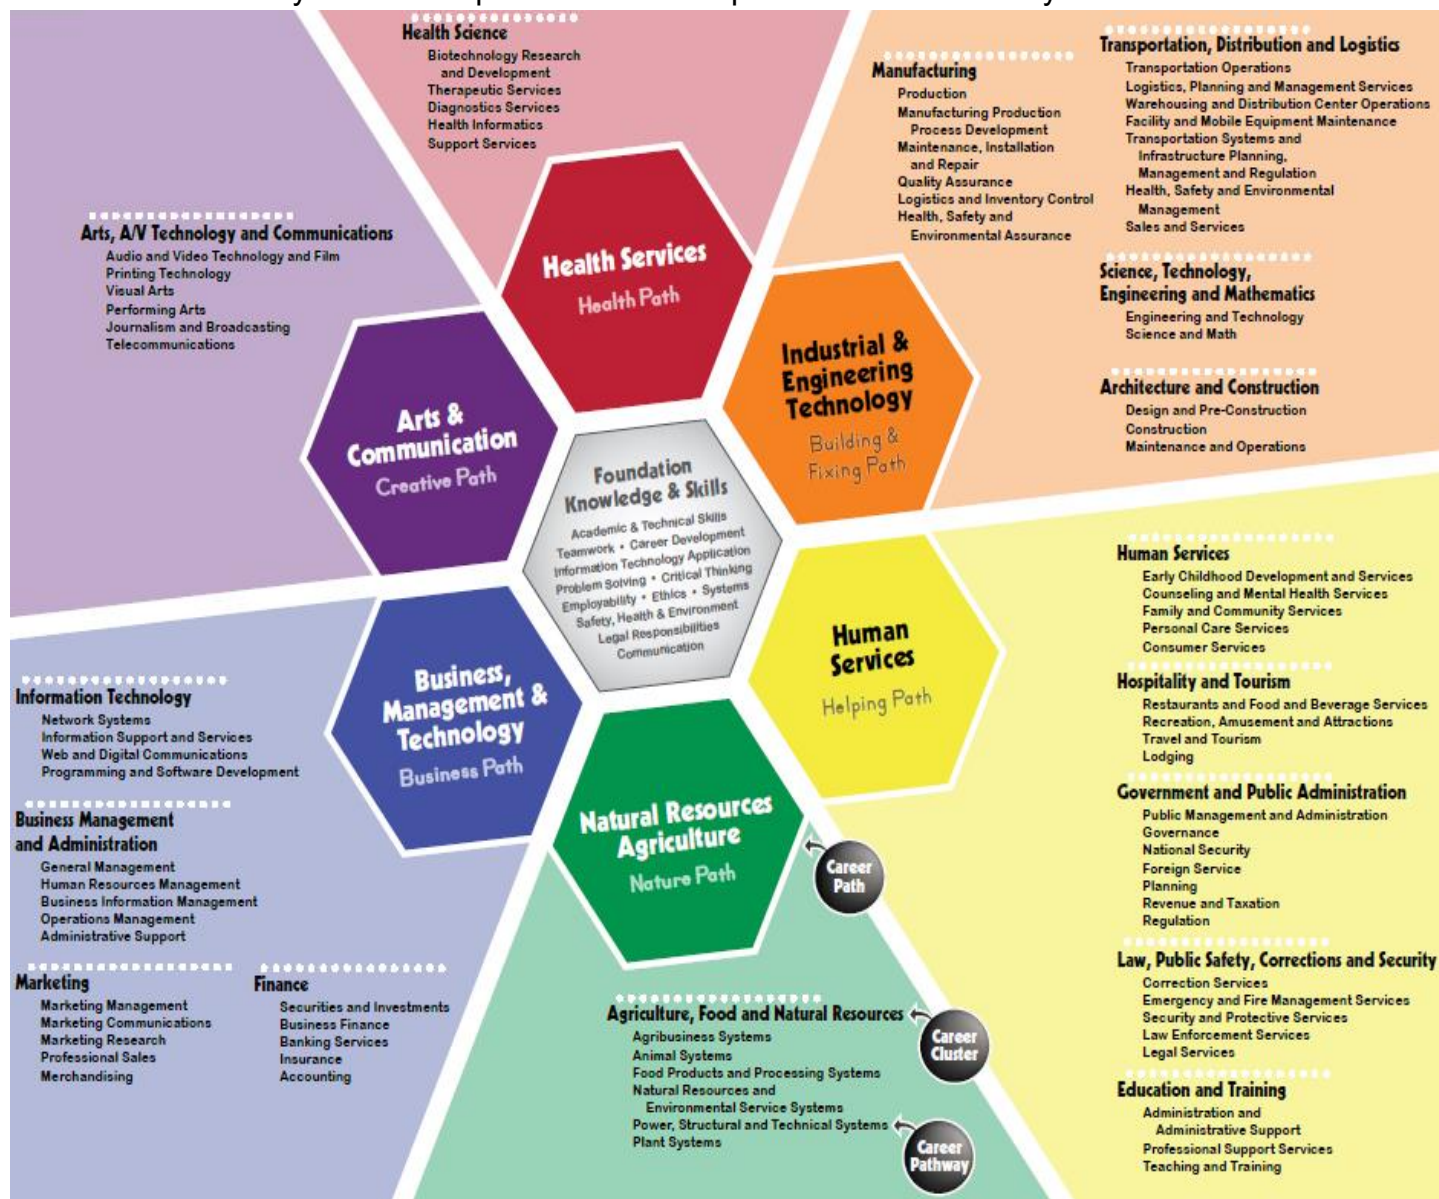 Health Science
Biotechnology Research
and Development
Therapeutic Services
Diagnostics Services
Health Informatics
Support Services
Manufacturing
Production
Manufacturing Production
Process Development
Maintenance, Installation
and Repair
Quality Assurance
Logistics and Inventory Control
Health, Safety and
Environmental Assurance
Transportation, Distribution and Logistics
Transportation Operations
Logistics, Planning and Management Services
Warehousing and Distribution Center Operations
Facility and Mobile Equipment Maintenance
Transportation Systems and
Infrastructure Planning,
Management and Regulation
Health, Safety and Environmental
Management
Sales and Services
Science, Technology,
Engineering and Mathematics
Engineering and Technology
Science and Math
Architecture and Construction
Design and Pre-Construction
Construction
Maintenance and Operations
Arts, A/V Technology and Communications
Audio and Video Technology and Film
Printing Technology
Visual Arts
Performing Arts
Journalism and Broadcasting
Telecommunications
Health Services
Health Path
Industrial &
Engineering
Technology
Building &
Fixing Path
Arts &
Communication
Creative Path
Foundation
Knowledge & Skills
Academic & Technical Skills
Teamwork • Career Development
Information Technology Application
Problem Solving • Critical Thinking
Employability • Ethics • Systems
Safety, Health & Environment
Legal Responsibilities
Communication
Human
Services
Helping Path
Business,
Management &
Technology
Business Path
Natural Resources
Agriculture
Nature Path
Career
Path
Human Services
Early Childhood Development and Services
Counseling and Mental Health Services
Family and Community Services
Personal Care Services
Consumer Services
Hospitality and Tourism
Restaurants and Food and Beverage Services
Recreation, Amusement and Attractions
Travel and Tourism
Lodging
Government and Public Administration
Public Management and Administration
Governance
National Security
Foreign Service
Planning
Revenue and Taxation
Regulation
Law, Public Safety, Corrections and Security
Correction Services
Emergency and Fire Management Services
Security and Protective Services
Law Enforcement Services
Legal Services
Education and Training
Administration and
Administrative Support
Professional Support Services
Teaching and Training
Information Technology
Network Systems
Information Support and Services
Web and Digital Communications
Programming and Software Development
Business Management
and Administration
General Management
Human Resources Management
Business Information Management
Operations Management
Administrative Support
Marketing
Marketing Management
Marketing Communications
Marketing Research
Professional Sales
Merchandising
Finance
Securities and Investments
Business Finance
Banking Services
Insurance
Accounting
Agriculture, Food and Natural Resources
Agribusiness Systems
Animal Systems
Food Products and Processing Systems
Natural Resources and
Environmental Service Systems
Power, Structural and Technical Systems
Plant Systems
Career
Cluster
Career
Pathway